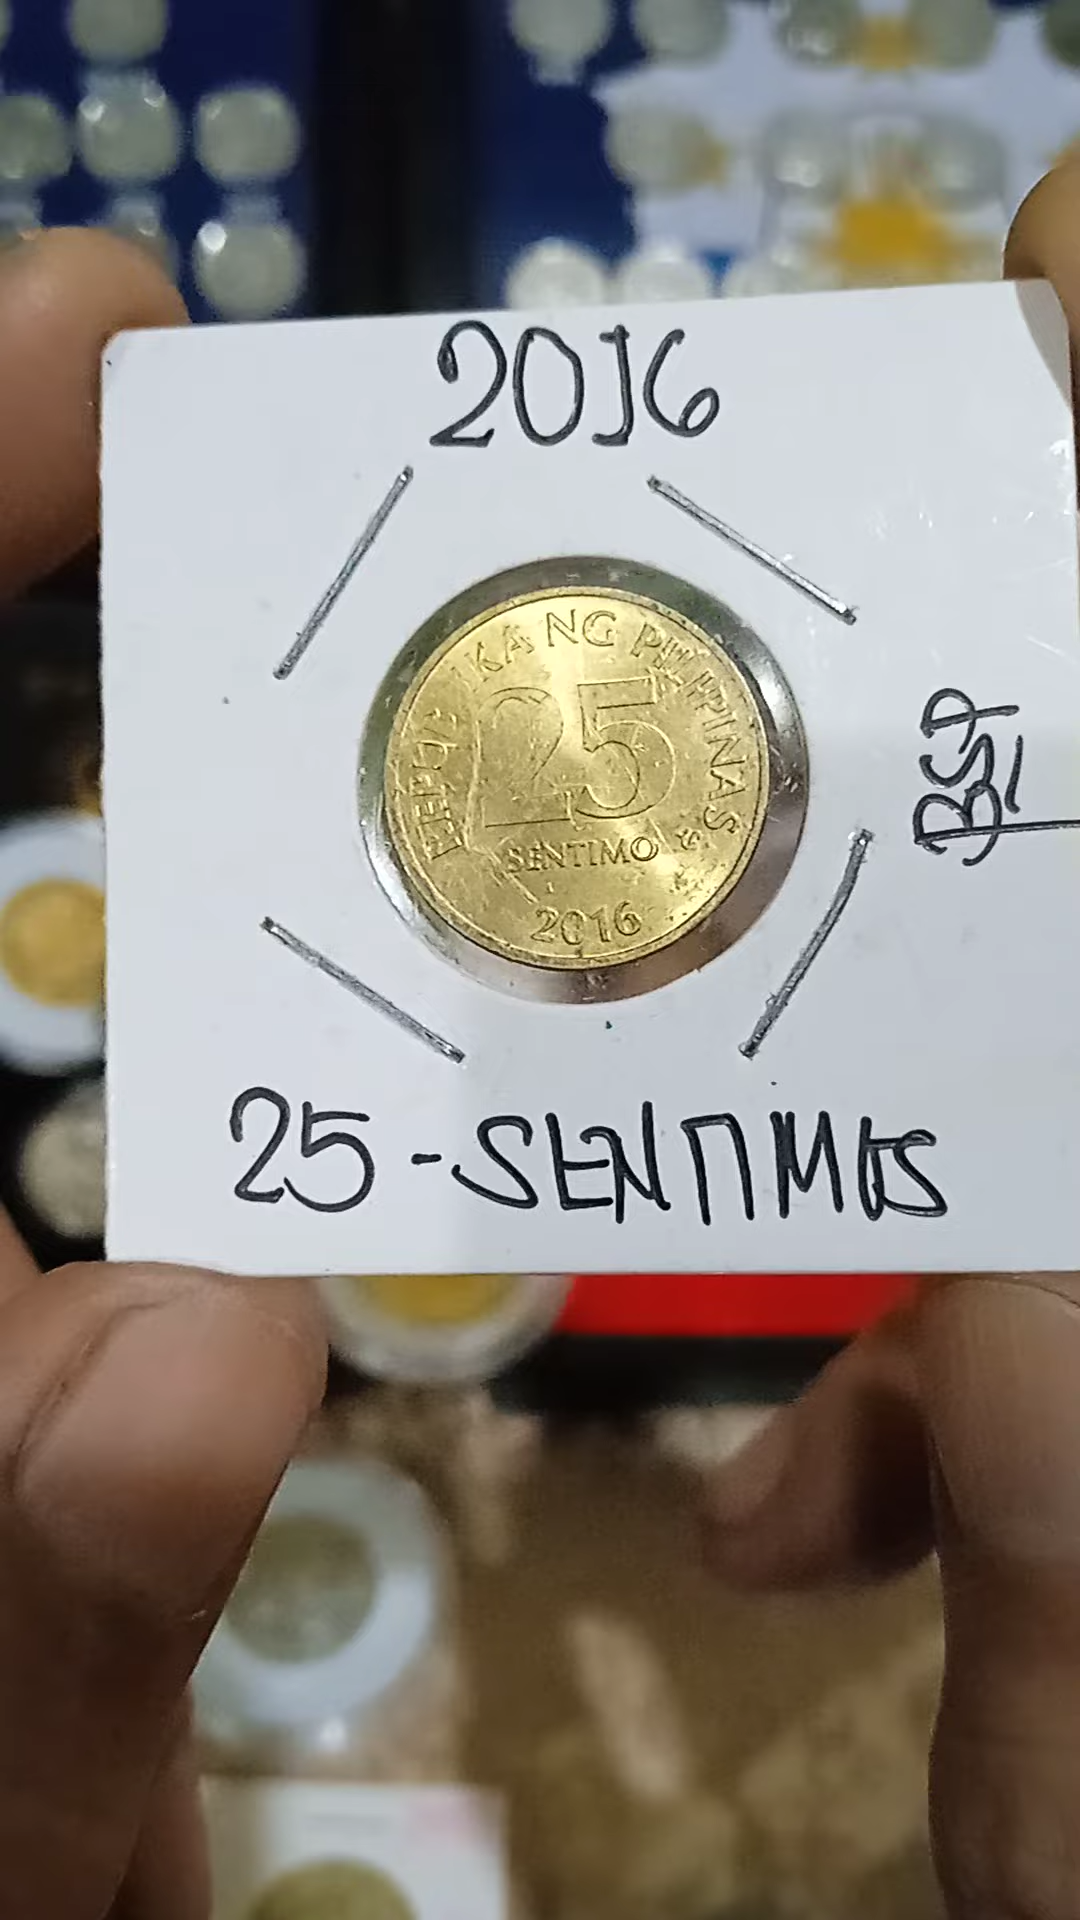 2016
REPUBLIKA NG PILIPINAS
25
SENTIMO
2016
BSP
25-SENTIMOS